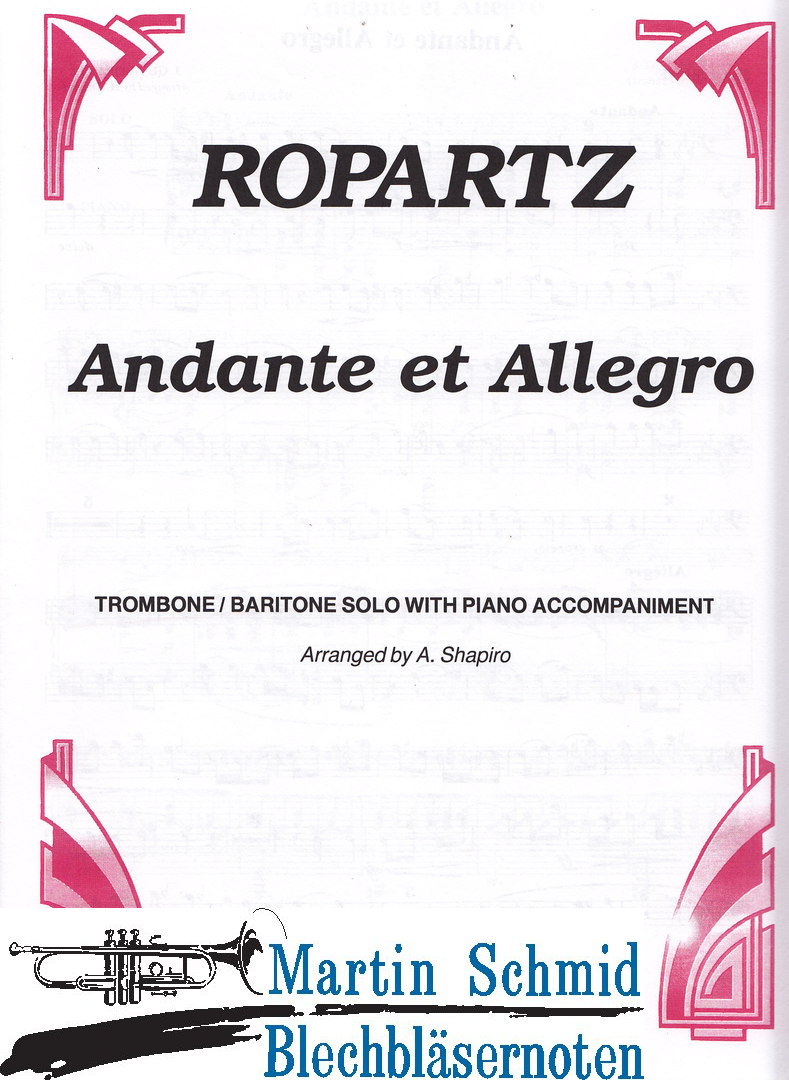 ROPARTZ
Andante et Allegro
TROMBONE / BARITONE SOLO WITH PIANO ACCOMPANIMENT
Arranged by A. Shapiro
Martin Schmid
Blechbläsernoten